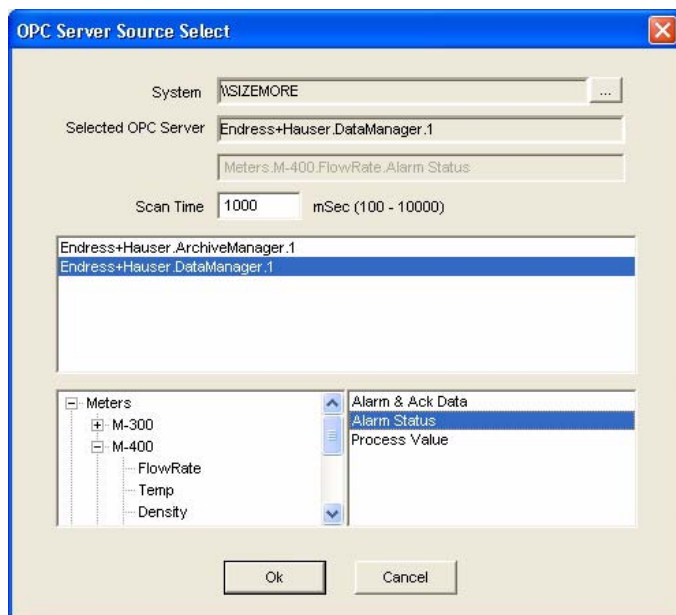 OPC Server Source Select
System \\SIZEMORE ...
Selected OPC Server Endress+Hauser.DataManager.1
Meters.M-400.FlowRate.Alarm Status
Scan Time 1000 mSec (100 - 10000)
Endress+Hauser.ArchiveManager.1
Endress+Hauser.DataManager.1
Meters
M-300
M-400
FlowRate
Temp
Density
Alarm & Ack Data
Alarm Status
Process Value
Ok Cancel